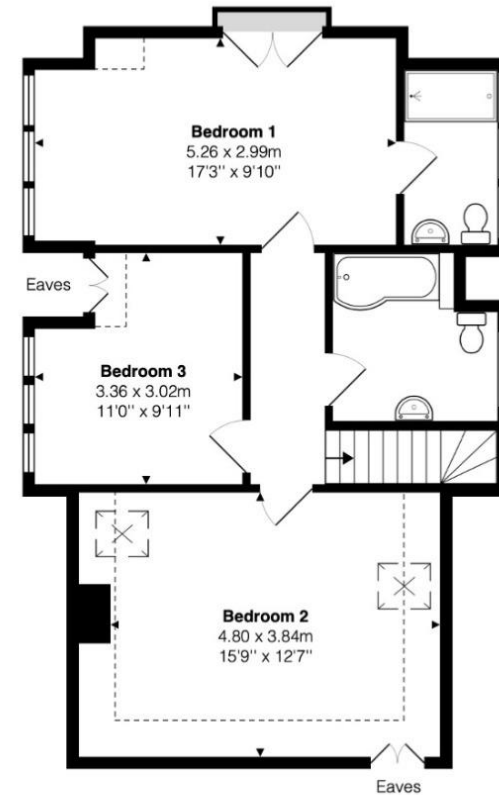 Bedroom 1
5.26 x 2.99m
17'3'' x 9'10''
Eaves
Bedroom 3
3.36 x 3.02m
11'0'' x 9'11''
Bedroom 2
4.80 x 3.84m
15'9'' x 12'7''
Eaves